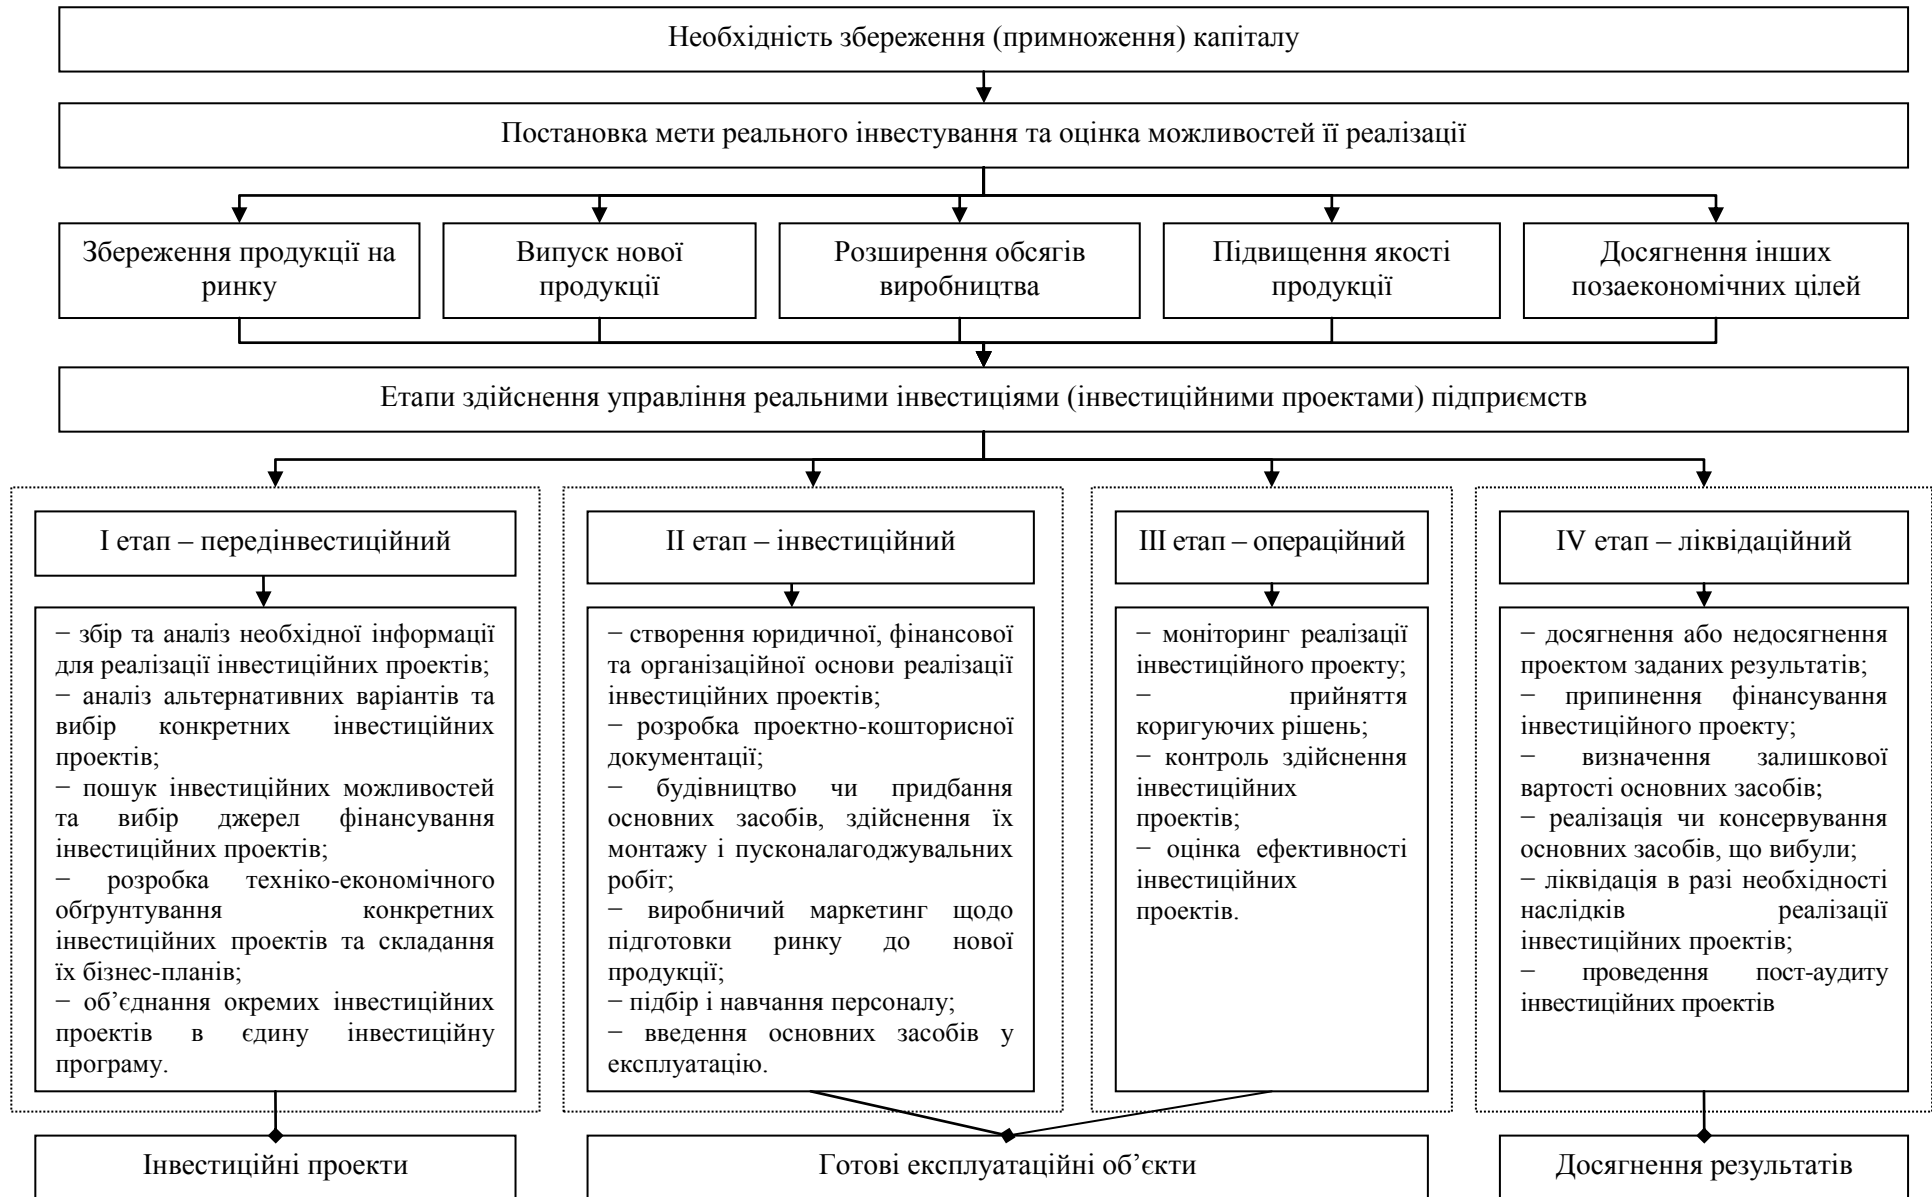 Необхідність збереження (примноження) капіталу
Постановка мети реального інвестування та оцінка можливостей її реалізації
Збереження продукції на
ринку
Випуск нової
продукції
Розширення обсягів
виробництва
Підвищення якості
продукції
Досягнення інших
позаекономічних цілей
Етапи здійснення управління реальними інвестиціями (інвестиційними проектами) підприємств
І етап – передінвестиційний
− збір та аналіз необхідної інформації
для реалізації інвестиційних проектів;
− аналіз альтернативних варіантів та
вибір конкретних інвестиційних
проектів;
− пошук інвестиційних можливостей
та вибір джерел фінансування
інвестиційних проектів;
− розробка техніко-економічного
обґрунтування конкретних
інвестиційних проектів та складання
їх бізнес-планів;
− об’єднання окремих інвестиційних
проектів в єдину інвестиційну
програму.
ІІ етап – інвестиційний
− створення юридичної, фінансової
та організаційної основи реалізації
інвестиційних проектів;
− розробка проектно-кошторисної
документації;
− будівництво чи придбання
основних засобів, здійснення їх
монтажу і пусконалагоджувальних
робіт;
− виробничий маркетинг щодо
підготовки ринку до нової
продукції;
− підбір і навчання персоналу;
− введення основних засобів у
експлуатацію.
ІІІ етап – операційний
− моніторинг реалізації
інвестиційного проекту;
− прийняття
коригуючих рішень;
− контроль здійснення
інвестиційних
проектів;
− оцінка ефективності
інвестиційних
проектів.
IV етап – ліквідаційний
− досягнення або недосягнення
проектом заданих результатів;
− припинення фінансування
інвестиційного проекту;
− визначення залишкової
вартості основних засобів;
− реалізація чи консервування
основних засобів, що вибули;
− ліквідація в разі необхідності
наслідків реалізації
інвестиційних проектів;
− проведення пост-аудиту
інвестиційних проектів
Інвестиційні проекти
Готові експлуатаційні об’єкти
Досягнення результатів